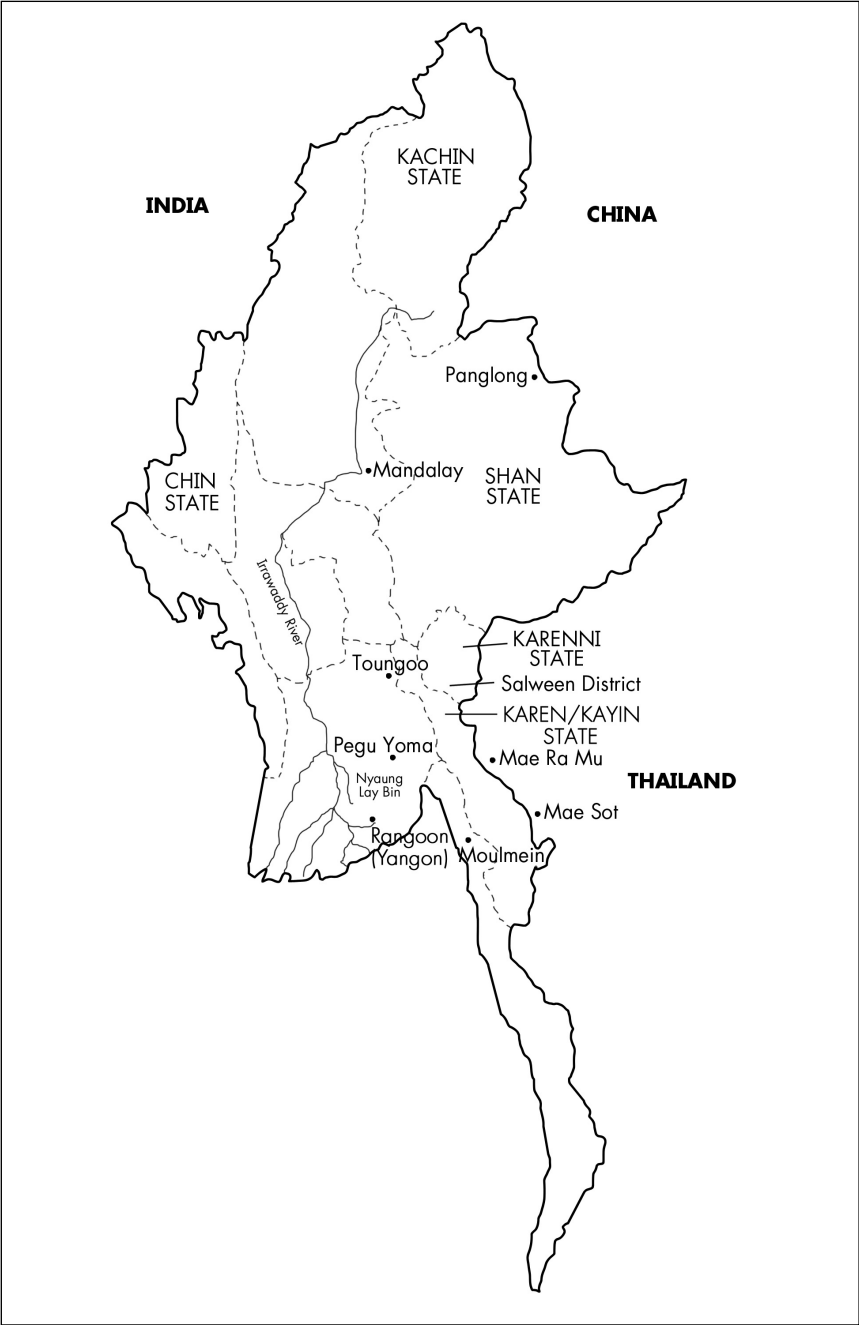 KACHIN
STATE
INDIA
CHINA
Panglong
Mandalay
CHIN
STATE
SHAN
STATE
Irrawaddy River
KARENNI
STATE
Toungoo
Salween District
KAREN/KAYIN
STATE
Pegu Yoma
Mae Ra Mu
Nyaung
Lay Bin
THAILAND
Mae Sot
Rangoon
(Yangon)
Moulmein